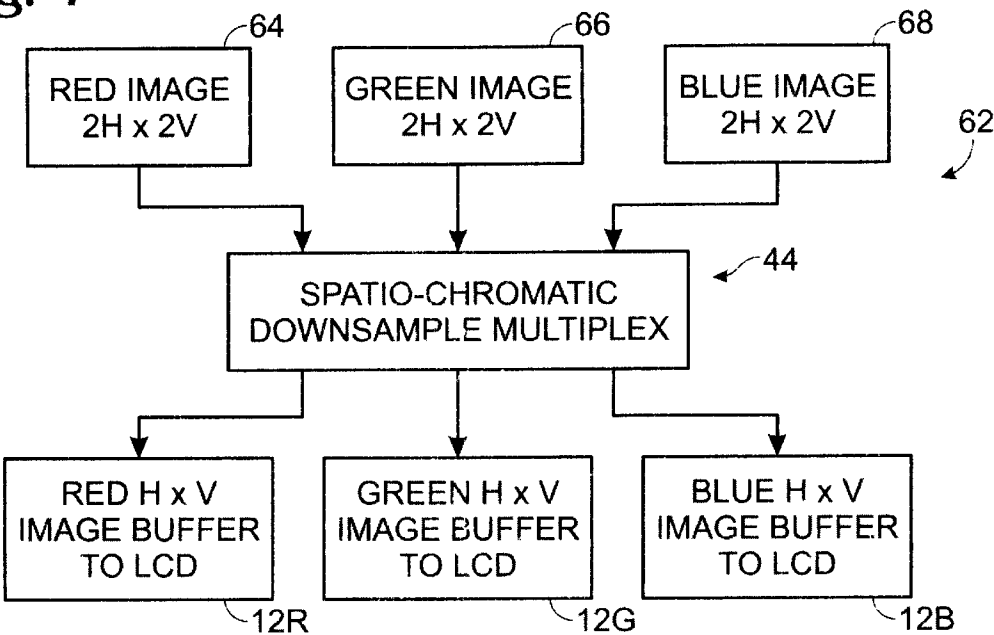 64
66
68
RED IMAGE
2H x 2V
GREEN IMAGE
2H x 2V
BLUE IMAGE
2H x 2V
62
44
SPATIO-CHROMATIC
DOWNSAMPLE MULTIPLEX
RED H x V
IMAGE BUFFER
TO LCD
GREEN H x V
IMAGE BUFFER
TO LCD
BLUE H x V
IMAGE BUFFER
TO LCD
12R
12G
12B